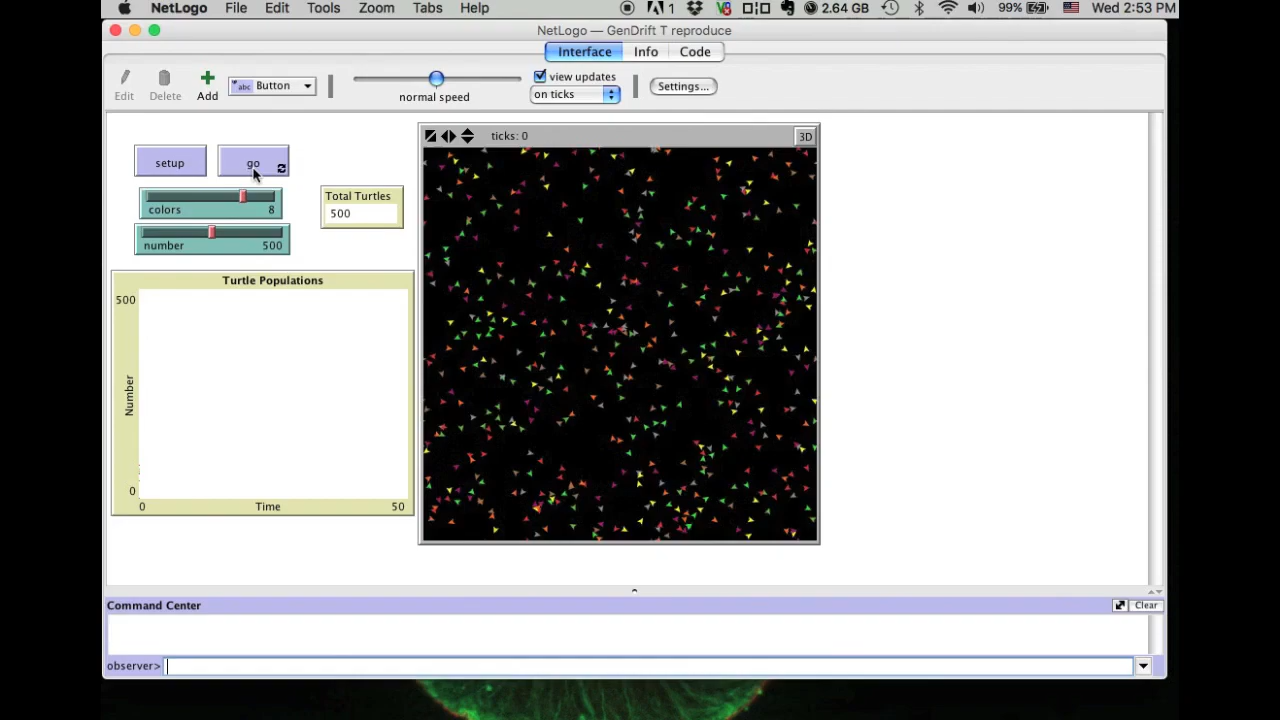 NetLogo File Edit Tools Zoom Tabs Help 1 2.64 GB 99% Wed 2:53 PM
NetLogo — GenDrift T reproduce
Interface Info Code
Edit Delete Add abc Button normal speed view updates on ticks Settings...
ticks: 0 3D
setup go
colors 8
number 500
Total Turtles
500
Turtle Populations
500
Number
0
0 Time 50
Command Center Clear
observer>